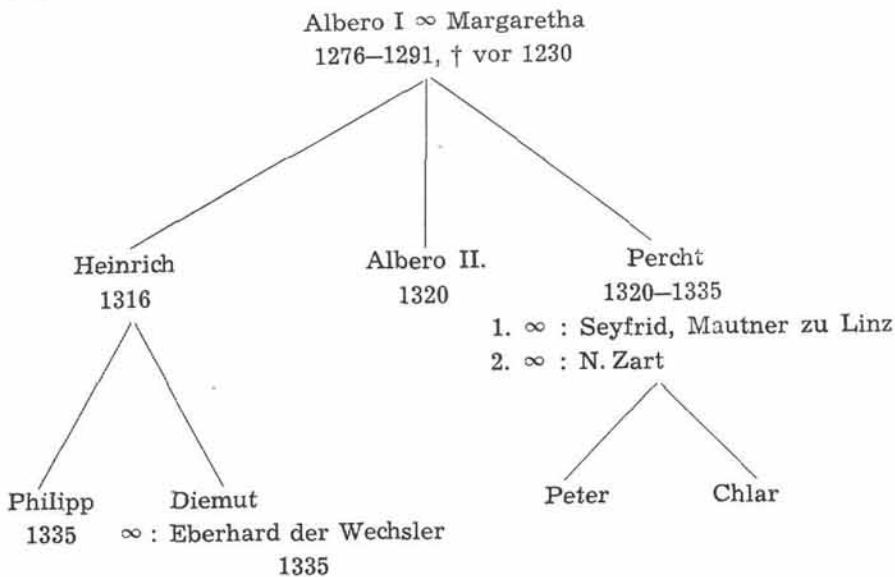 Albero I ∞ Margaretha
1276—1291, † vor 1230
Heinrich Albero II. Percht
1316 1320 1320—1335
1. ∞ : Seyfrid, Mautner zu Linz
2. ∞ : N. Zart
Philipp Diemut Peter Chlar
1335 ∞ : Eberhard der Wechsler
1335